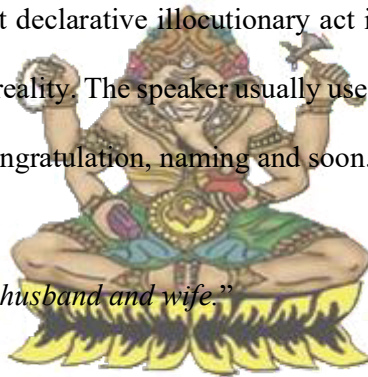 t declarative illocutionary act i
reality. The speaker usually use
ngratulation, naming and soon.
husband and wife.”